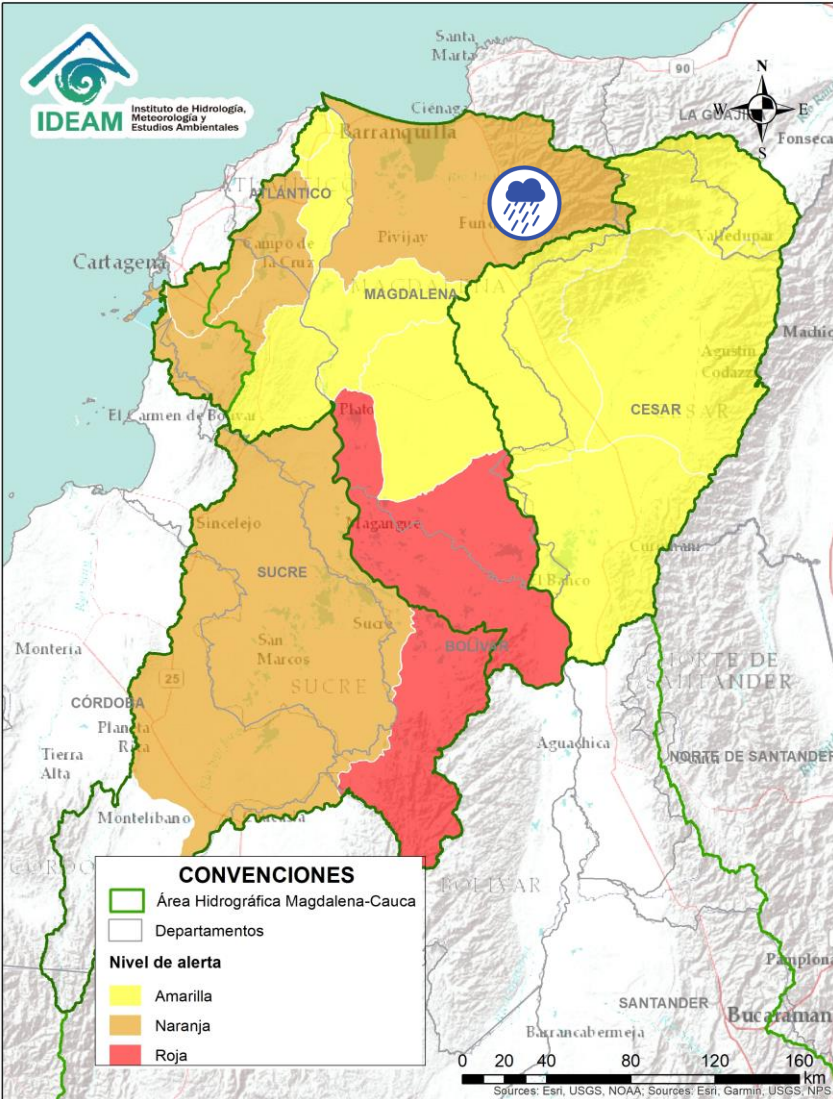 IDEAM
Instituto de Hidrología,
Meteorología y
Estudios Ambientales
Santa
Marta
90
N
W
E
S
LA GUAJI
Fonseca
Ciénaga
Barranquilla
ATLÁNTICO
Fun
Pivijay
Valledupar
Campo de
la Cruz
Cartagena
MAGDALENA
Agustín
Codazzi
CESAR
El Carmen de Bolívar
Plato
Sincelejo
Magangué
SUCRE
El Banco
Sucre
BOLÍVAR
Montería
San
Marcos
SUCRE
NORTE DE
SANTANDER
25
CÓRDOBA
Planeta
Rica
Aguachica
Tierra
Alta
NORTE DE SANTANDER
Montelíbano
BOLÍVAR
CONVENCIONES
Área Hidrográfica Magdalena-Cauca
Departamentos
Nivel de alerta
Amarilla
Naranja
Roja
Pamplona
SANTANDER
Bucaraman
Barrancabermeja
0 20 40 80 120 160
km
Sources: Esri, USGS, NOAA; Sources: Esri, Garmin, USGS, NPS